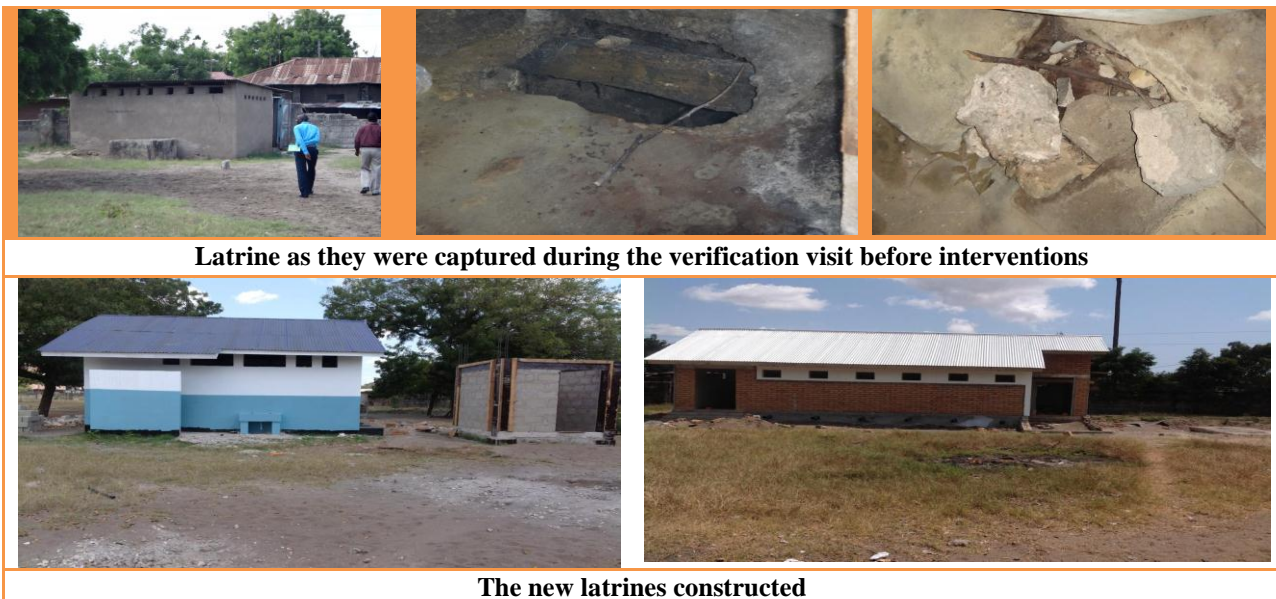 Latrine as they were captured during the verification visit before interventions
The new latrines constructed